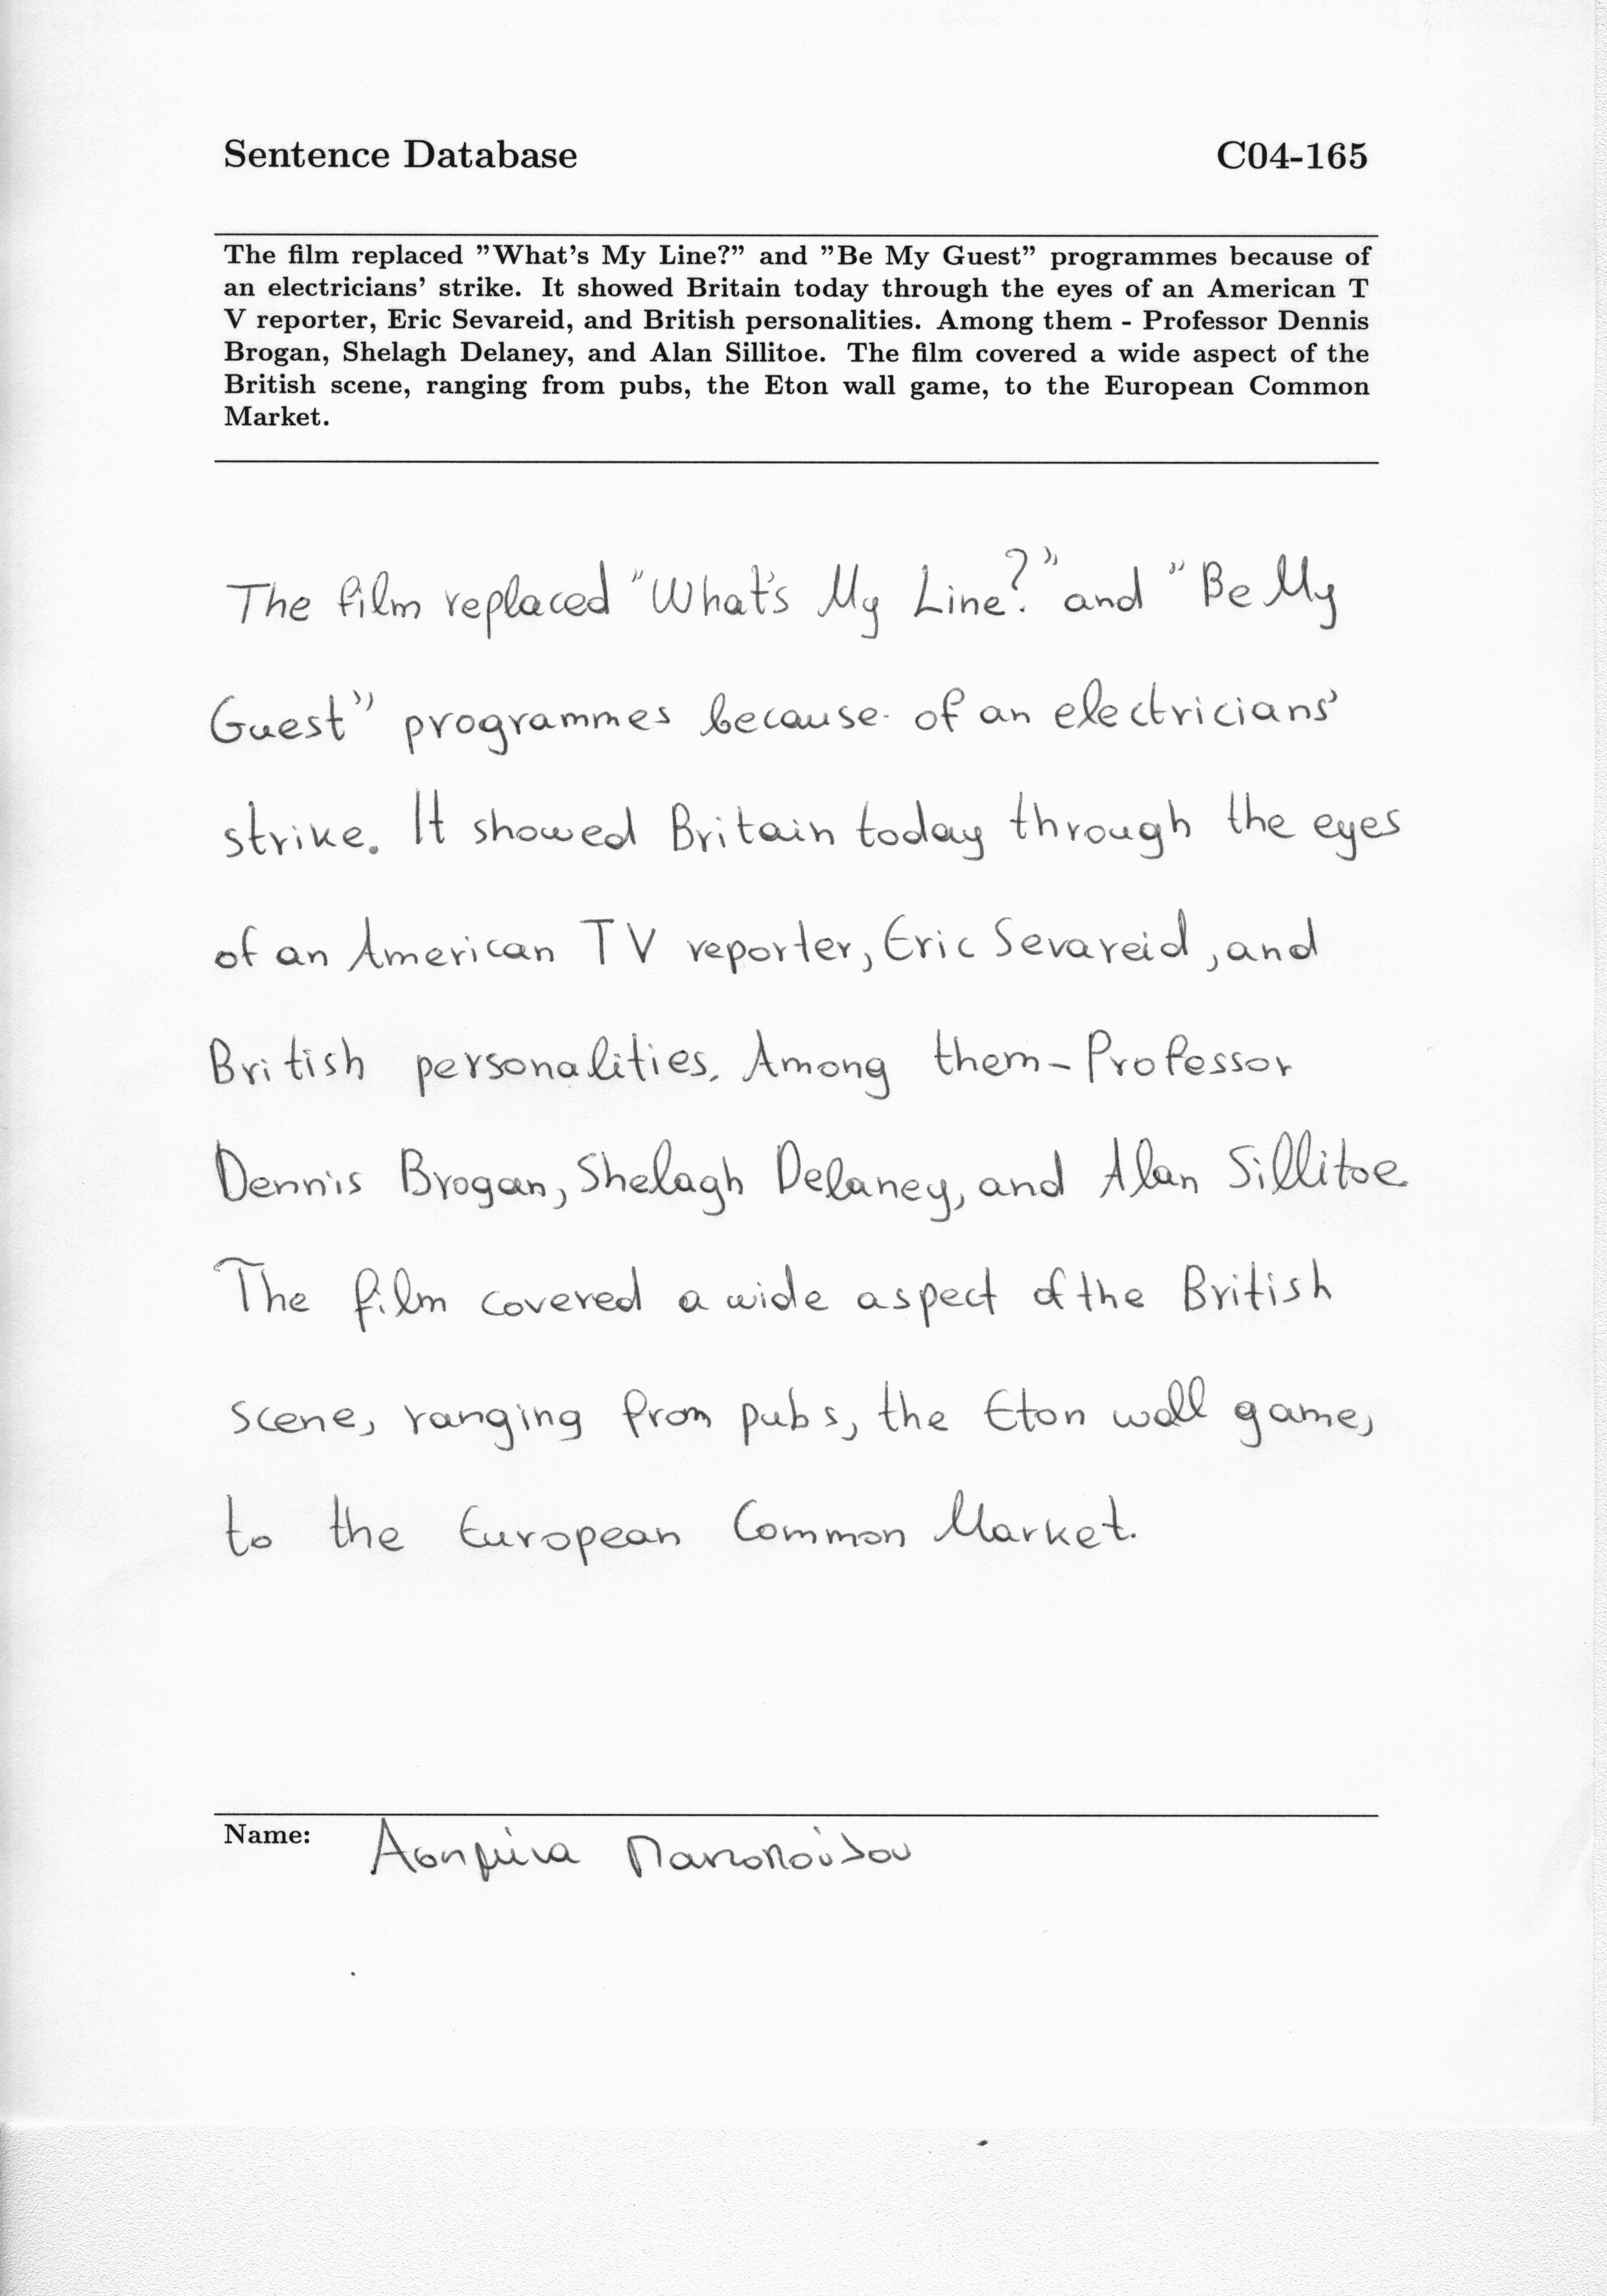 Sentence Database C04-165
The film replaced ”What's My Line?” and ”Be My Guest” programmes because of
an electricians' strike. It showed Britain today through the eyes of an American T
V reporter, Eric Sevareid, and British personalities. Among them - Professor Dennis
Brogan, Shelagh Delaney, and Alan Sillitoe. The film covered a wide aspect of the
British scene, ranging from pubs, the Eton wall game, to the European Common
Market.
The film replaced "What's My Line?" and "Be My
Guest" programmes because of an electricians'
strike. It showed Britain today through the eyes
of an American TV reporter, Eric Sevareid, and
British personalities. Among them - Professor
Dennis Brogan, Shelagh Delaney, and Alan Sillitoe.
The film covered a wide aspect of the British
scene, ranging from pubs, the Eton wall game,
to the European Common Market.
Name: Ασημίνα